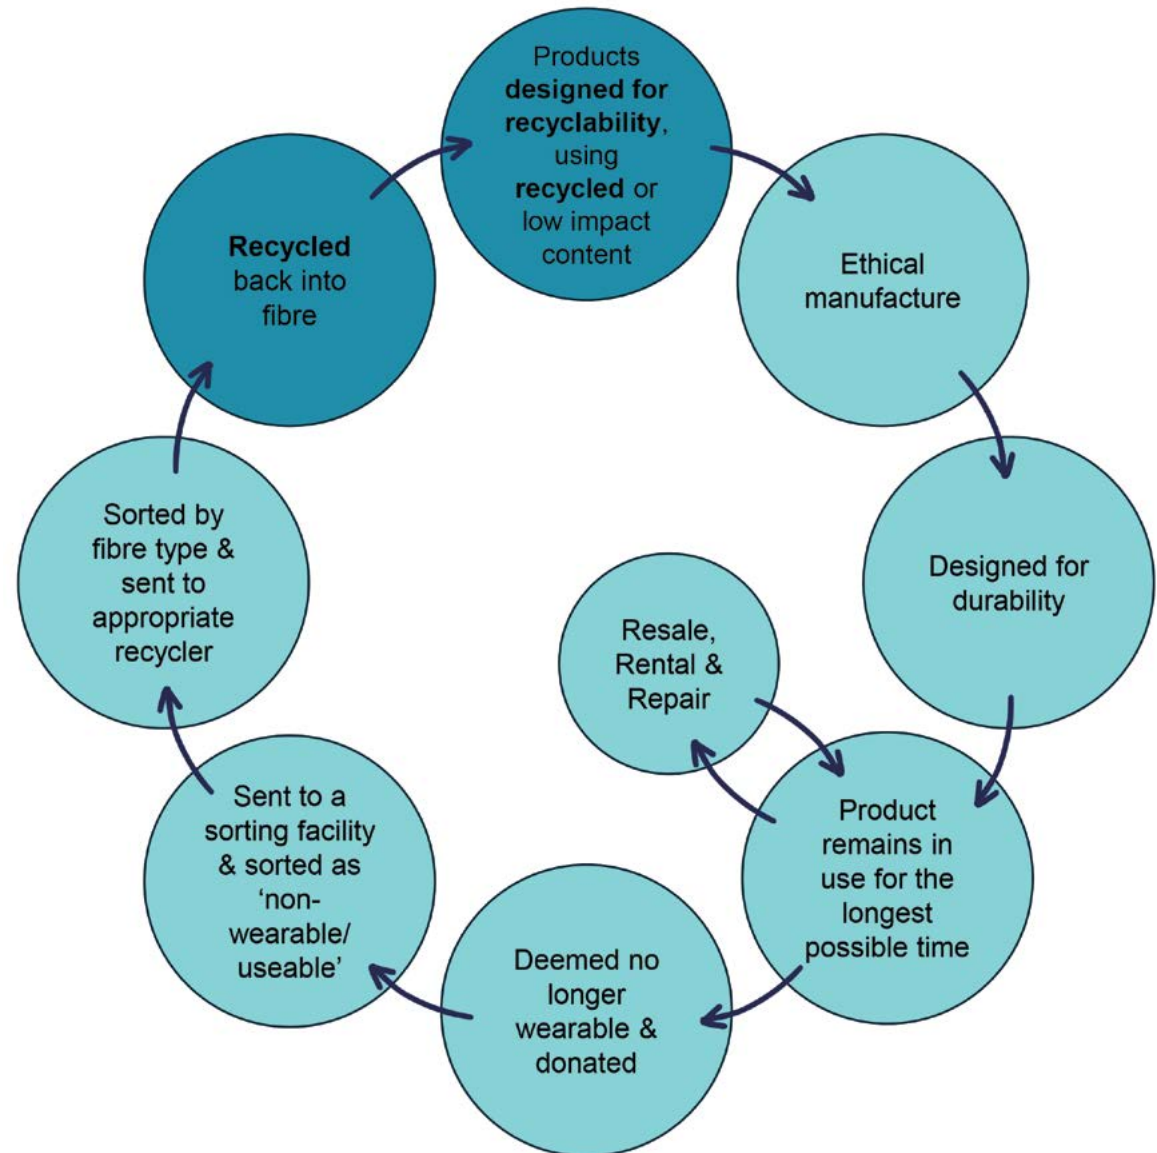 Products
designed for
recyclability,
using
recycled or
low impact
content
Ethical
manufacture
Designed for
durability
Product
remains in
use for the
longest
possible time
Resale,
Rental &
Repair
Deemed no
longer
wearable &
donated
Sent to a
sorting facility
& sorted as
‘non-
wearable/
useable’
Sorted by
fibre type &
sent to
appropriate
recycler
Recycled
back into
fibre